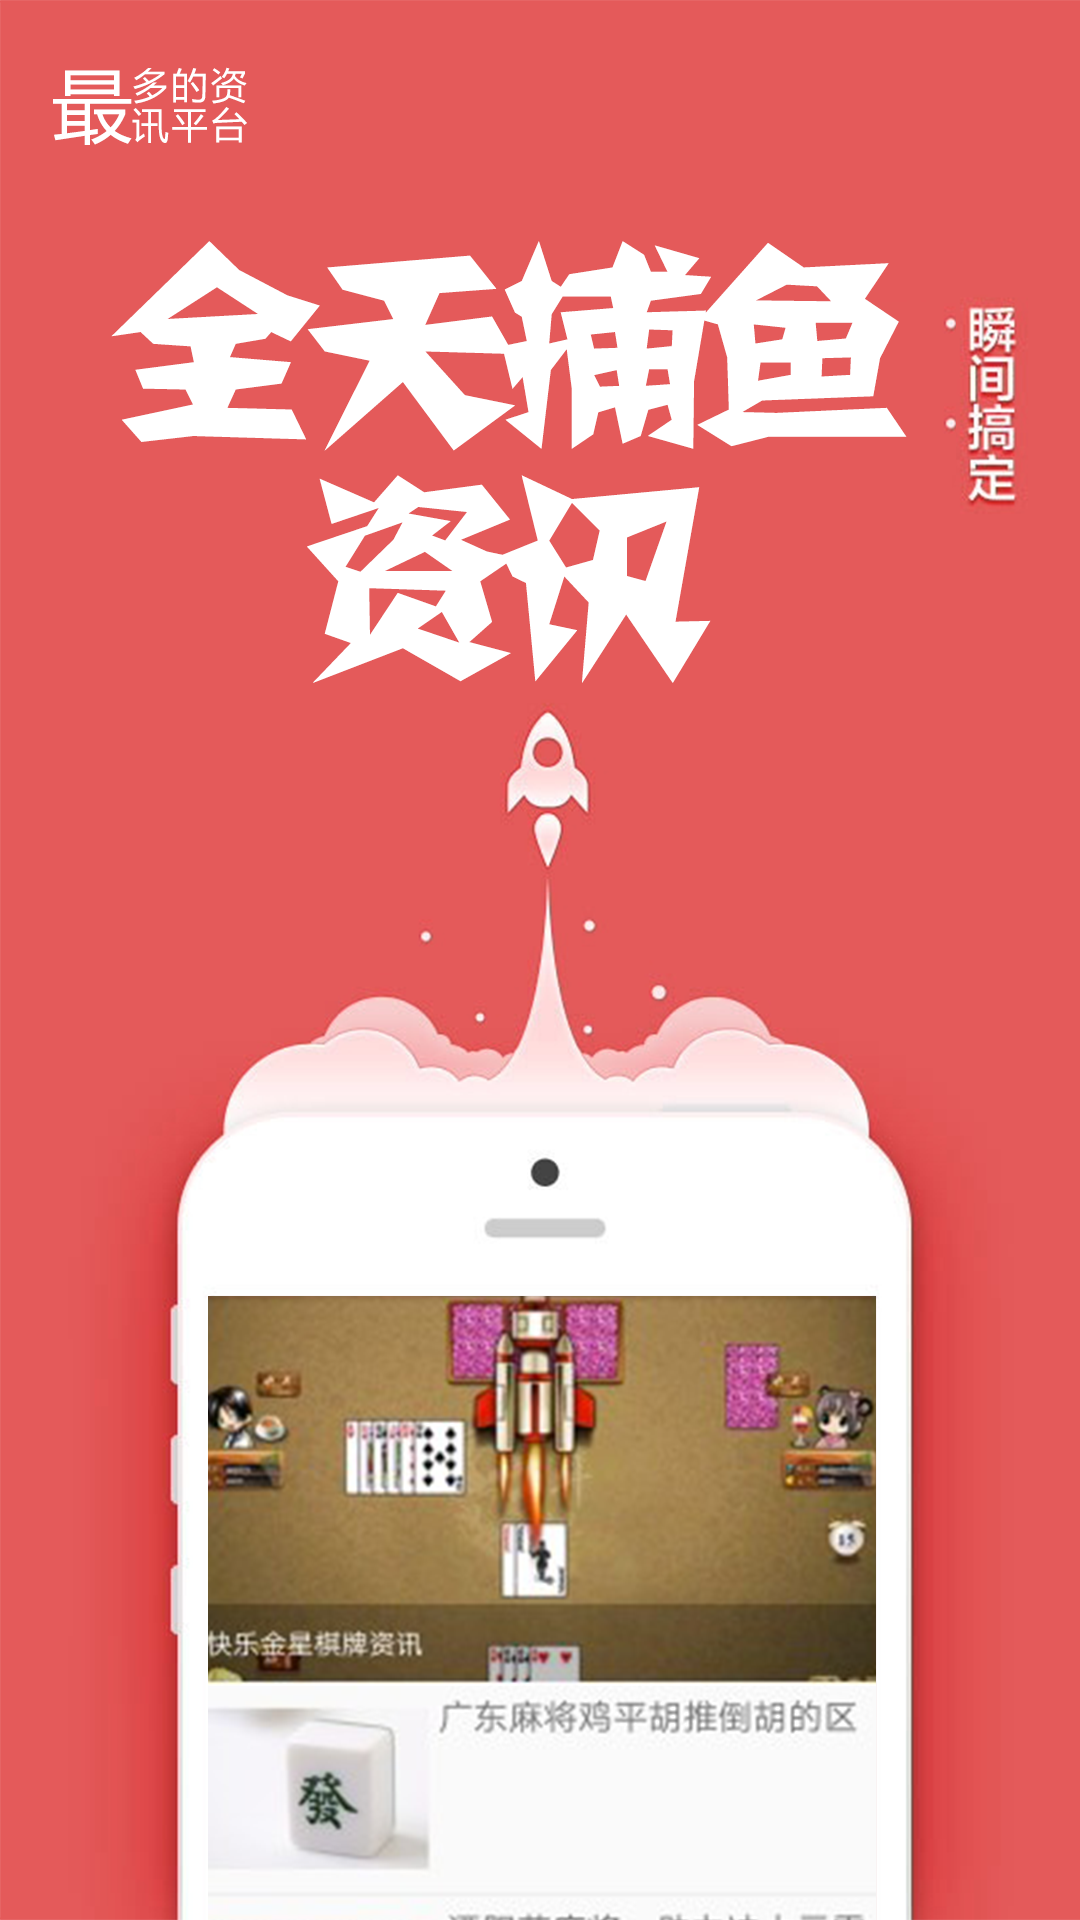 最多的资
讯平台
全天捕鱼
资讯
瞬间搞定
15
快乐金星棋牌资讯
广东麻将鸡平胡推倒胡的区
發